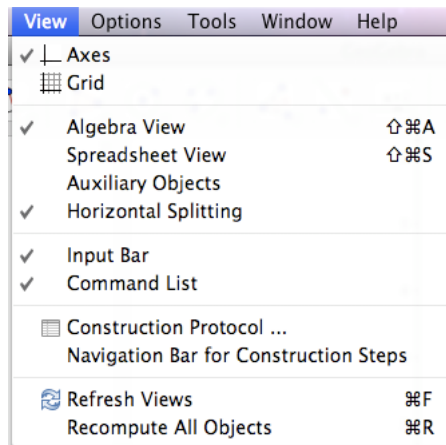 View Options Tools Window Help
✓ Axes
Grid
✓ Algebra View ⇧⌘A
Spreadsheet View ⇧⌘S
Auxiliary Objects
✓ Horizontal Splitting
✓ Input Bar
✓ Command List
Construction Protocol ...
Navigation Bar for Construction Steps
Refresh Views ⌘F
Recompute All Objects ⌘R